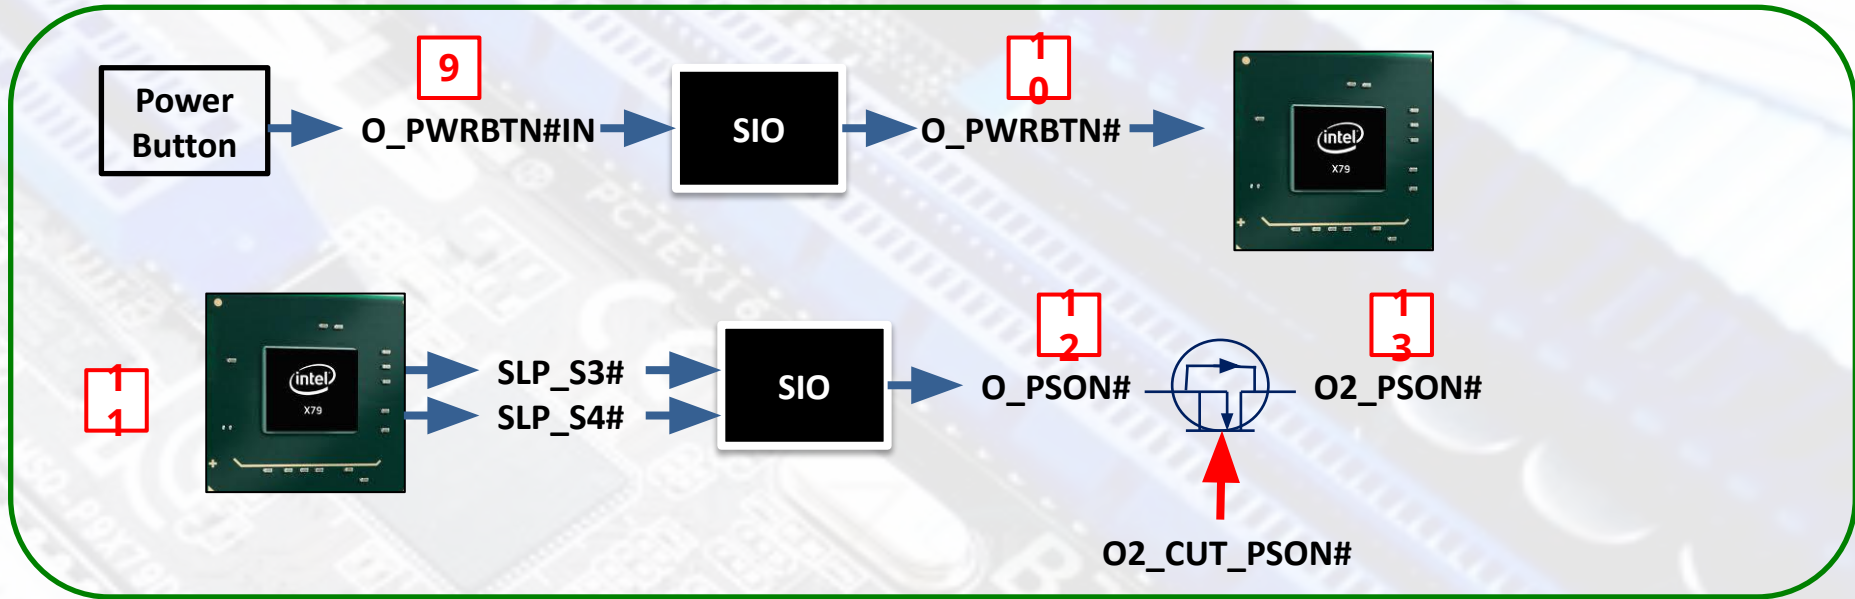 9
10
Power
Button
O_PWRBTN#IN
SIO
O_PWRBTN#
intel
X79
PCIEX16
11
intel
X79
SLP_S3#
SLP_S4#
SIO
12
O_PSON#
13
O2_PSON#
O2_CUT_PSON#